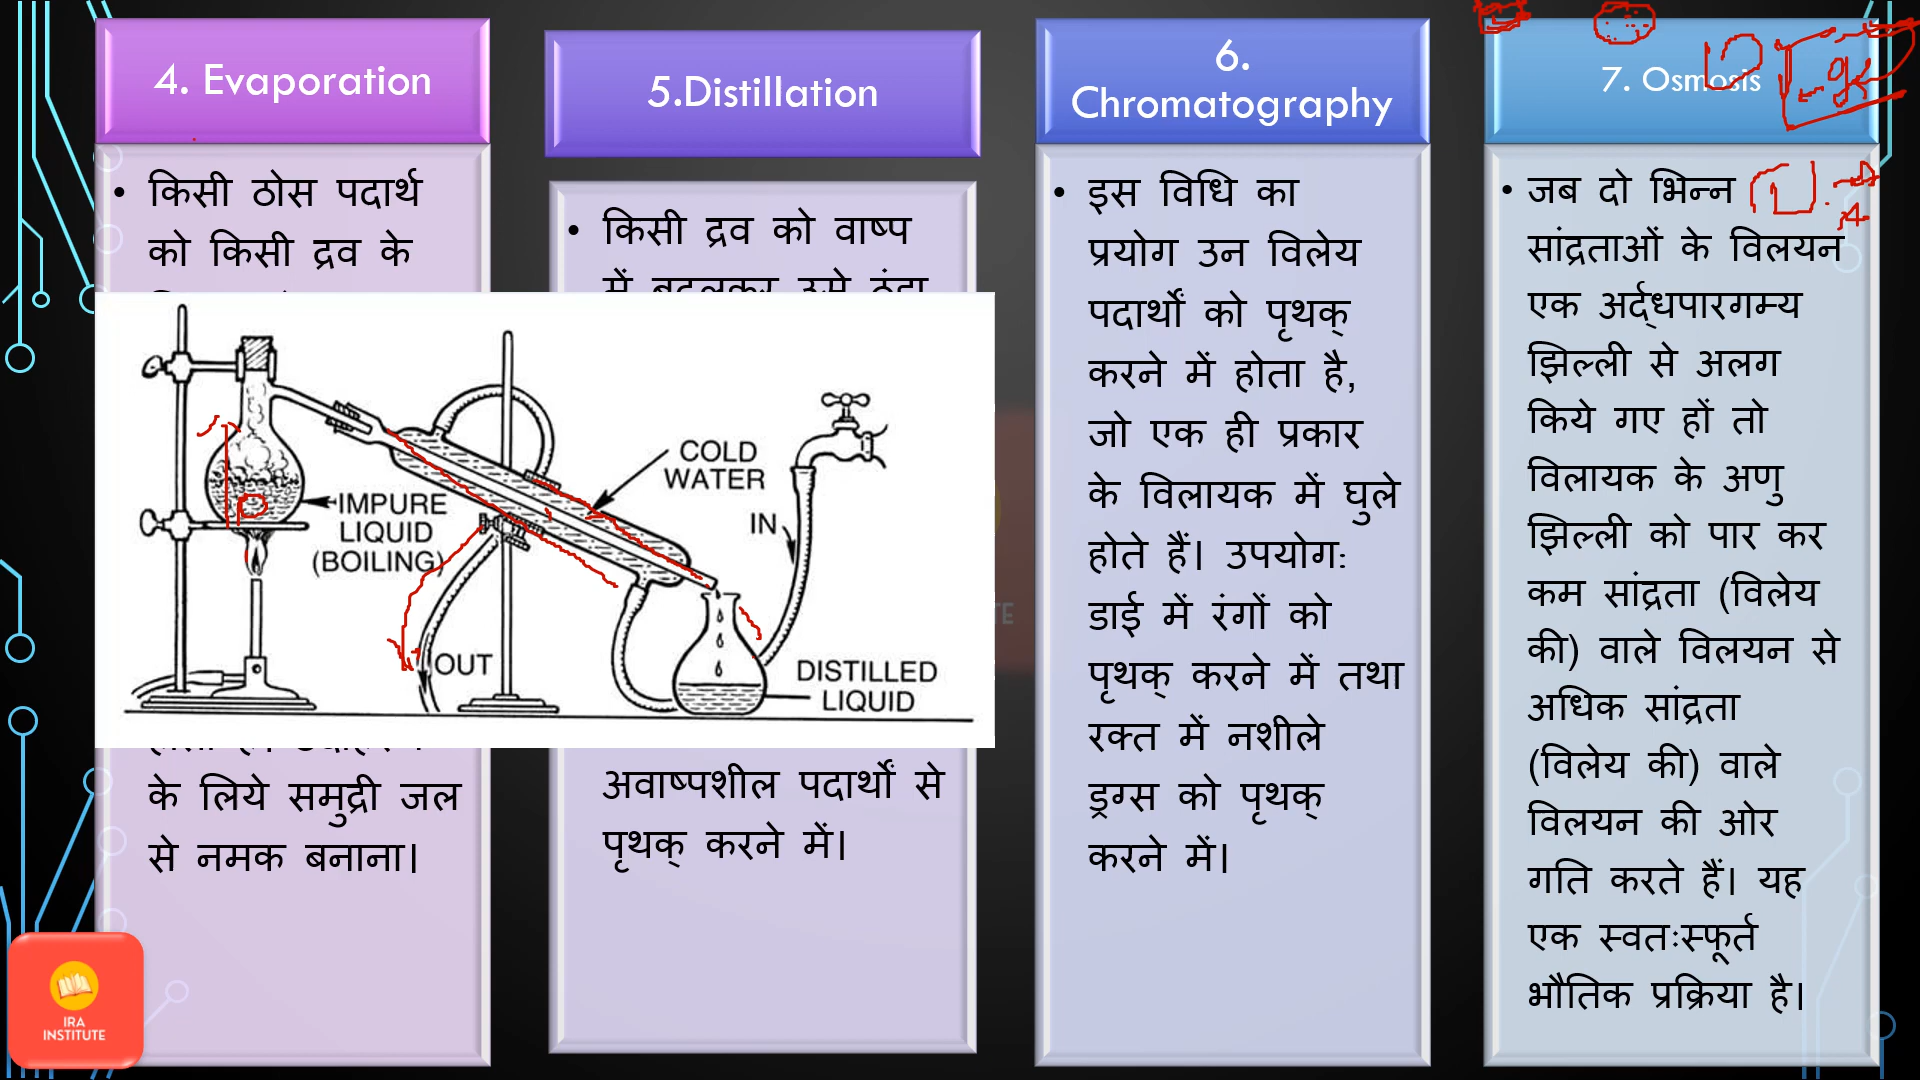 4. Evaporation
• किसी ठोस पदार्थ
को किसी द्रव के
के लिये समुद्री जल
से नमक बनाना।
5.Distillation
• किसी द्रव को वाष्प
में बदलकर उसे ठंडा
अवाष्पशील पदार्थों से
पृथक् करने में।
COLD
WATER
IN
IMPURE
LIQUID
(BOILING)
OUT
DISTILLED
LIQUID
6.
Chromatography
• इस विधि का
प्रयोग उन विलेय
पदार्थों को पृथक्
करने में होता है,
जो एक ही प्रकार
के विलायक में घुले
होते हैं। उपयोग:
डाई में रंगों को
पृथक् करने में तथा
रक्त में नशीले
ड्रग्स को पृथक्
करने में।
7. Osmosis
• जब दो भिन्न
सांद्रताओं के विलयन
एक अर्द्धपारगम्य
झिल्ली से अलग
किये गए हों तो
विलायक के अणु
झिल्ली को पार कर
कम सांद्रता (विलेय
की) वाले विलयन से
अधिक सांद्रता
(विलेय की) वाले
विलयन की ओर
गति करते हैं। यह
एक स्वतःस्फूर्त
भौतिक प्रक्रिया है।
IRA
INSTITUTE